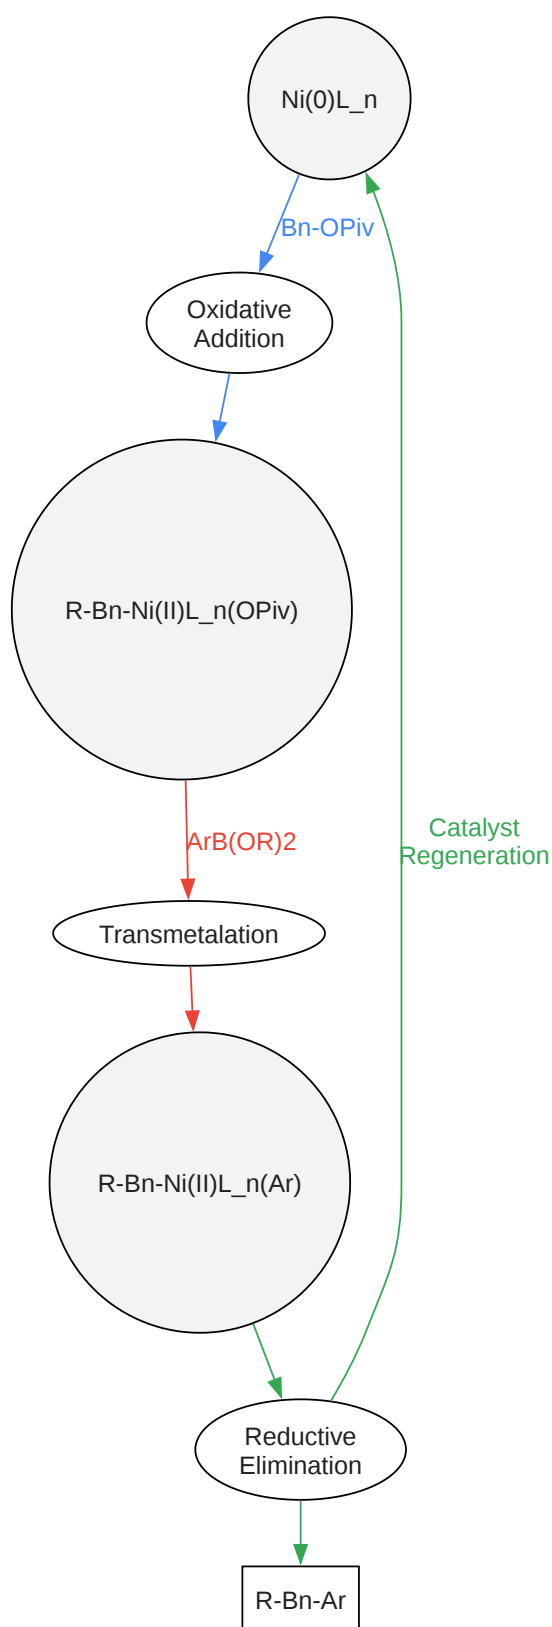 Ni(0)L_n
Bn-OPiv
Oxidative
Addition
R-Bn-Ni(II)L_n(OPiv)
ArB(OR)2
Catalyst
Regeneration
Transmetalation
R-Bn-Ni(II)L_n(Ar)
Reductive
Elimination
R-Bn-Ar